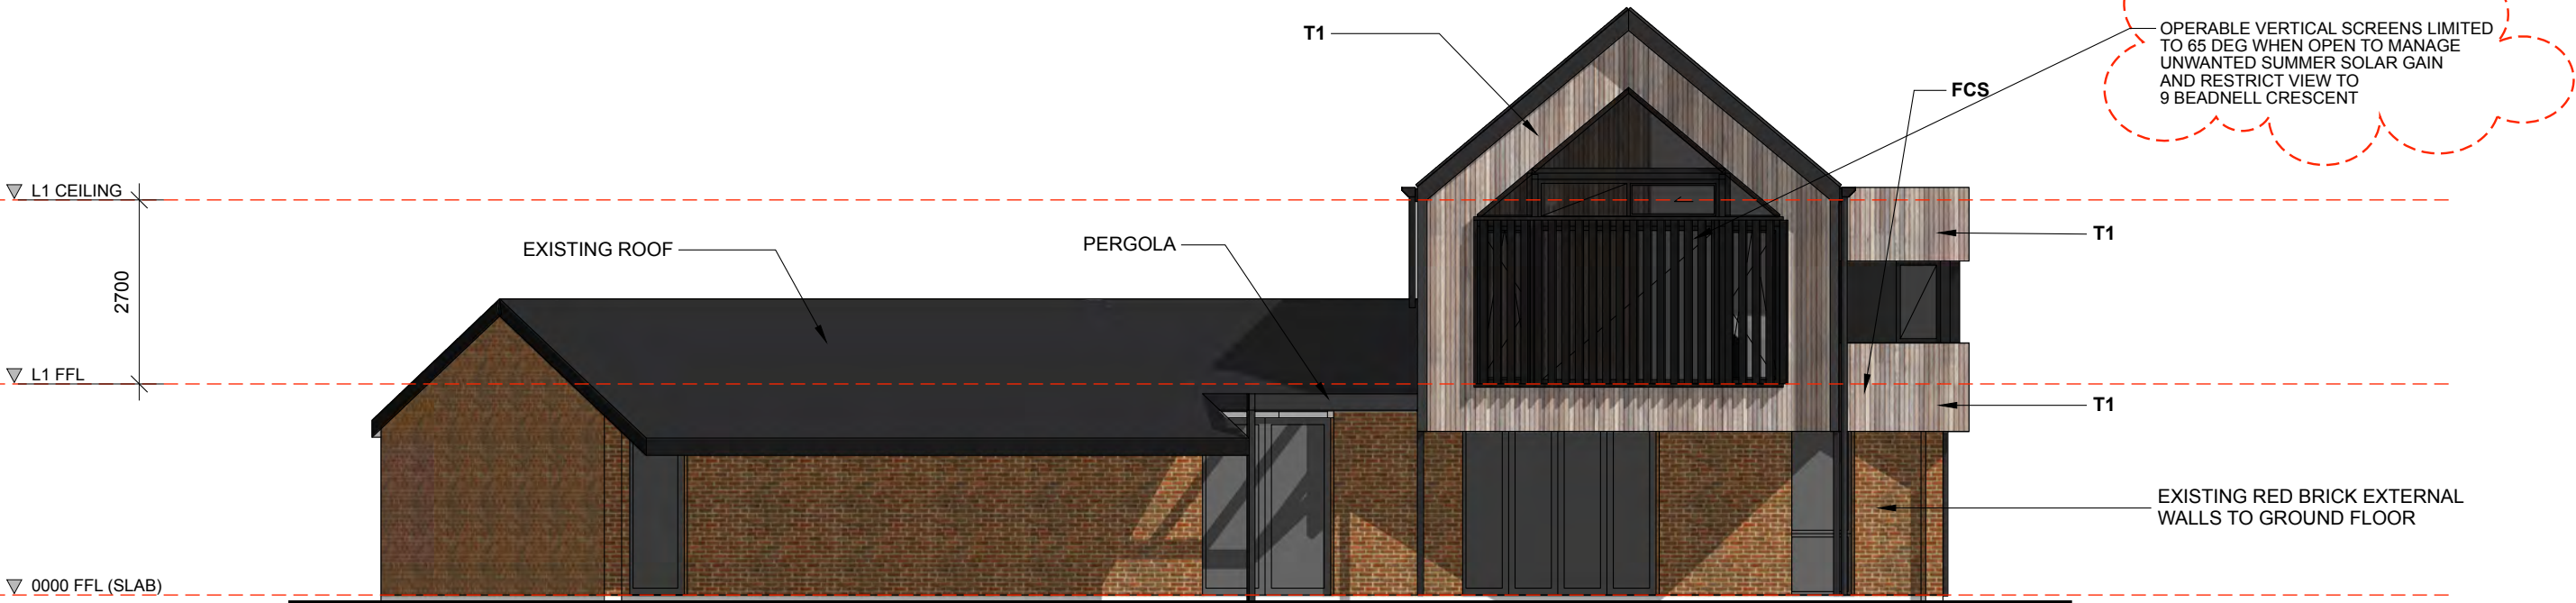 T1
OPERABLE VERTICAL SCREENS LIMITED
TO 65 DEG WHEN OPEN TO MANAGE
UNWANTED SUMMER SOLAR GAIN
AND RESTRICT VIEW TO
9 BEADNELL CRESCENT
FCS
L1 CEILING
EXISTING ROOF
PERGOLA
T1
2700
L1 FFL
T1
EXISTING RED BRICK EXTERNAL
WALLS TO GROUND FLOOR
0000 FFL (SLAB)